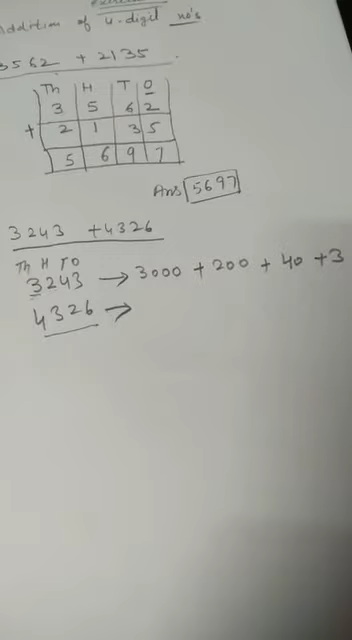 Addition of 4-digit no's
3562 + 2135
Th H T O
3 5 6 2
+ 2 1 3 5
5 6 9 7
Ans 5697
3243 +4326
Th H T O
3243 → 3000 + 200 + 40 + 3
4326 →